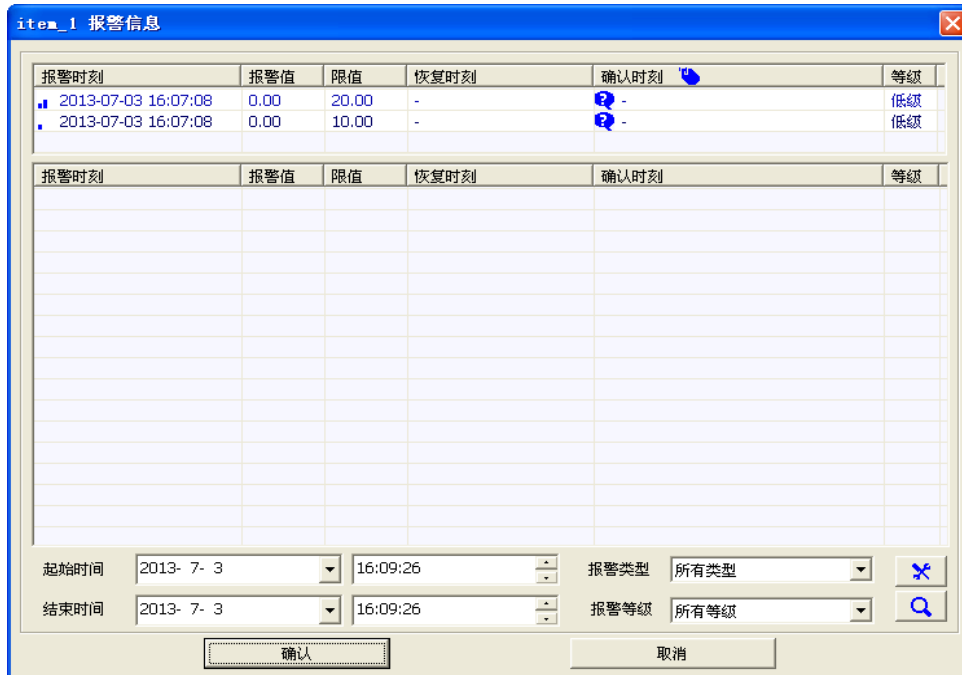 item_1 报警信息
报警时刻 报警值 限值 恢复时刻 确认时刻 等级
2013-07-03 16:07:08 0.00 20.00 - - 低级
2013-07-03 16:07:08 0.00 10.00 - - 低级
报警时刻 报警值 限值 恢复时刻 确认时刻 等级
起始时间 2013- 7- 3 16:09:26 报警类型 所有类型
结束时间 2013- 7- 3 16:09:26 报警等级 所有等级
确认 取消